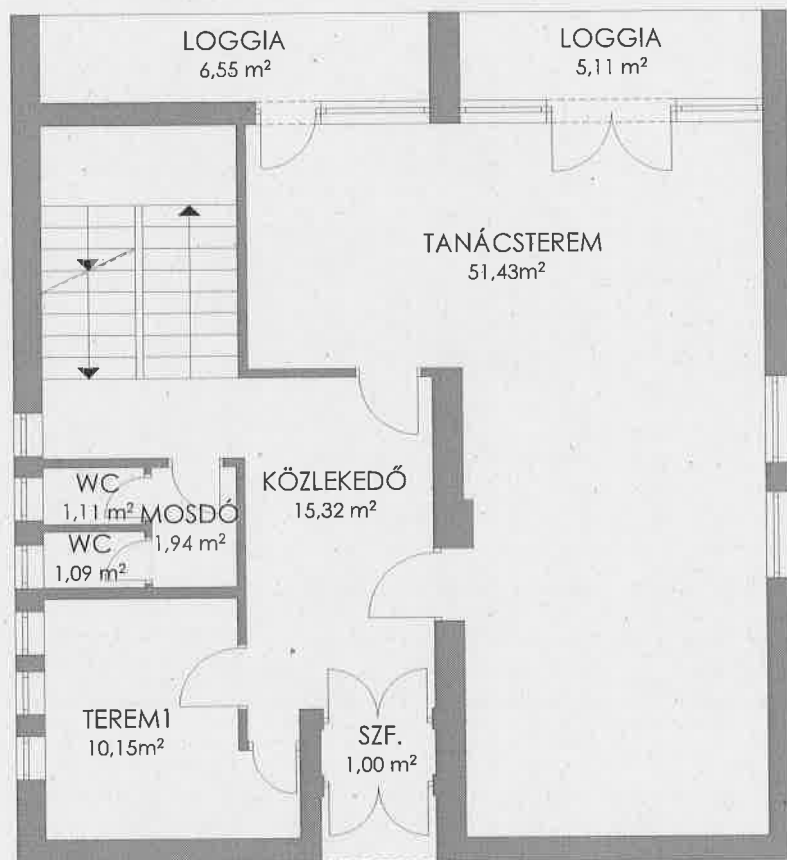 LOGGIA
6,55 m²
LOGGIA
5,11 m²
TANÁCSTEREM
51,43m²
KÖZLEKEDŐ
15,32 m²
WC
1,11 m²
MOSDÓ
1,94 m²
WC
1,09 m²
TEREM1
10,15m²
SZF.
1,00 m²